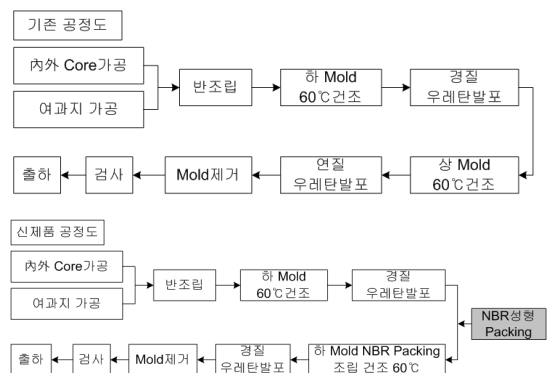 기존 공정도
內外 Core가공
여과지 가공
반조립
하 Mold
60℃건조
경질
우레탄발포
상 Mold
60℃건조
연질
우레탄발포
Mold제거
검사
출하
신제품 공정도
內外 Core가공
여과지 가공
반조립
하 Mold
60℃건조
경질
우레탄발포
NBR성형
Packing
하 Mold NBR Packing
조립 건조 60℃
경질
우레탄발포
Mold제거
검사
출하